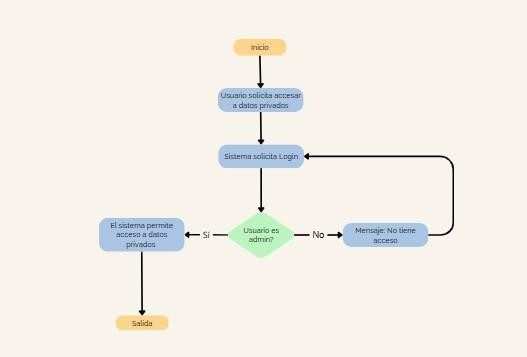 Inicio
Usuario solicita accesar
a datos privados
Sistema solicita Login
Usuario es
admin?
Sí
No
El sistema permite
acceso a datos
privados
Mensaje: No tiene
acceso
Salida